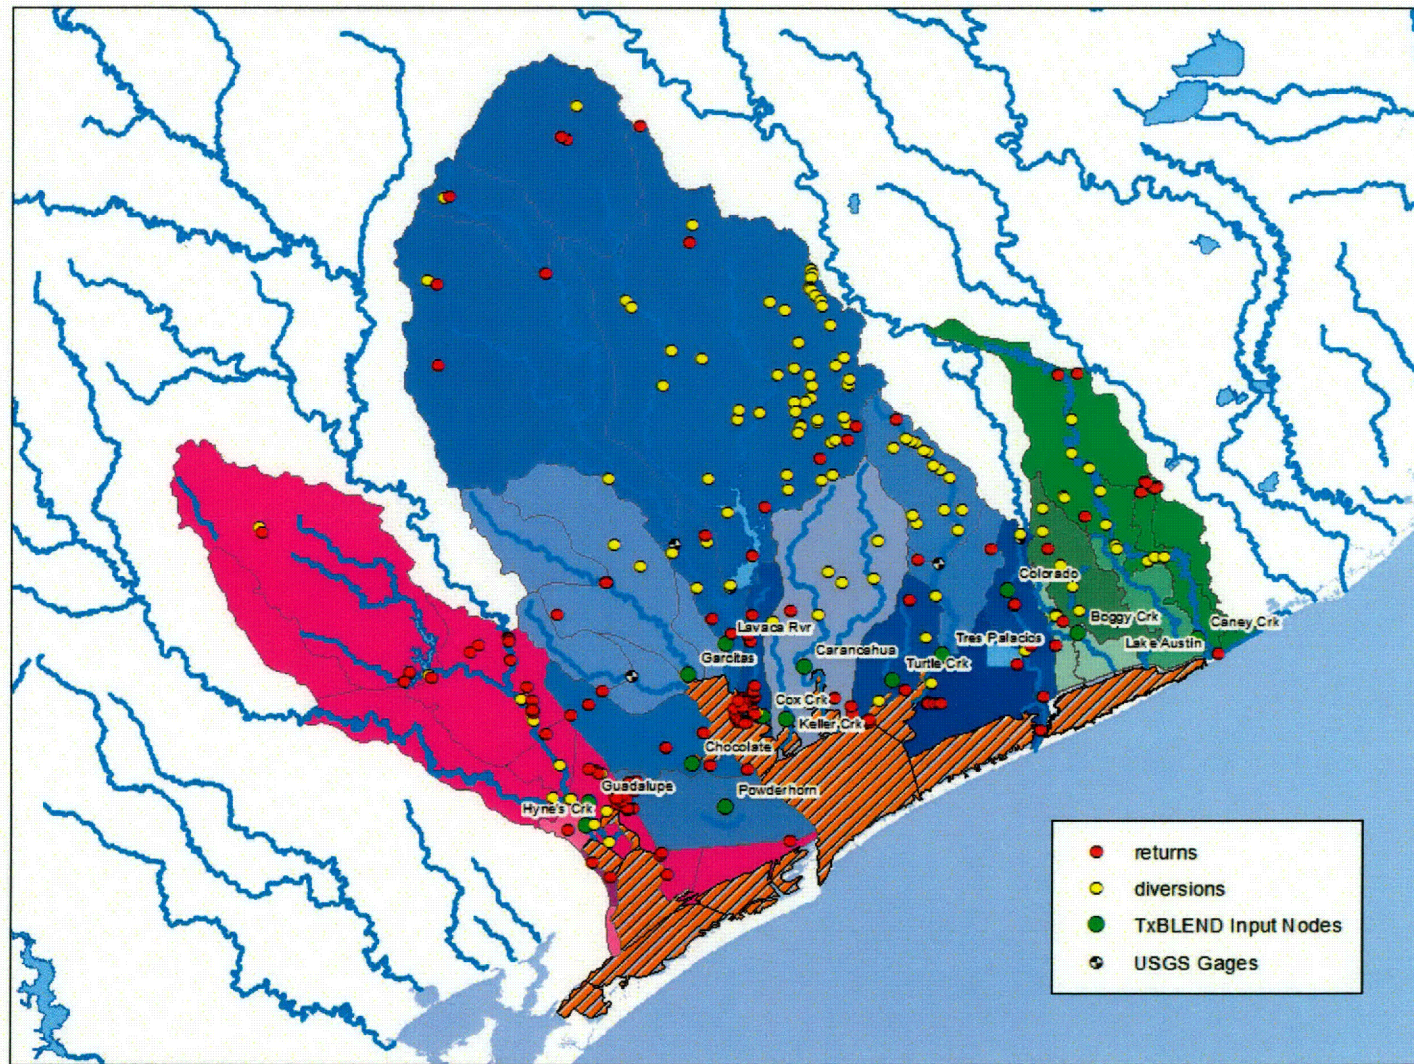 Colorado
Boggy Crk
Caney Crk
Lavaca Rvr
Tres Palacios
Lake Austin
Garcitas
Carancahua
Turtle Crk
Cox Crk
Keller Crk
Chocolate
Guadalupe
Powderhorn
Hyne's Crk
returns
diversions
TxBLEND Input Nodes
USGS Gages